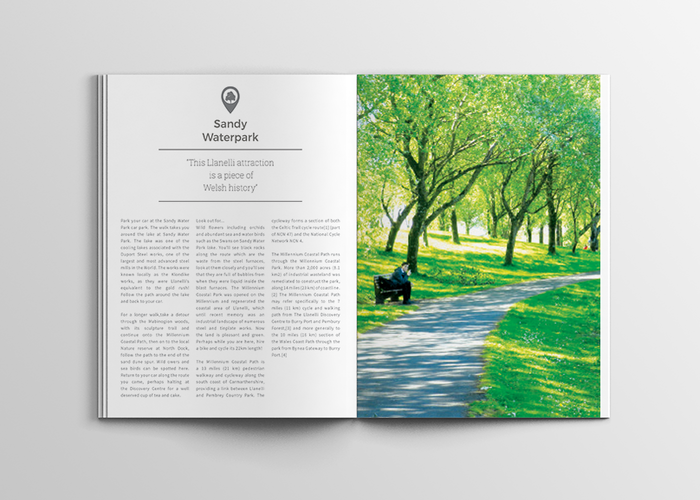 Sandy
Waterpark
"This Llanelli attraction
is a piece of
Welsh history"
Park your car at the Sandy Water
Park car park. The walk takes you
around the lake at Sandy Water
Park. The lake was one of the
cooling lakes associated with the
Duport Steel Works, one of the
largest and most advanced steel
mills in the World. The works were
known locally as the Klondike
works, as they were Llanelli's
equivalent to the gold rush!
Follow the path around the lake
and back to your car.
For a longer walk, take a detour
through the Pwllmingoen woods,
with its sculpture trail and
continue onto the Millennium
Coastal Path, then on to the local
Nature reserve at North Dock,
follow the path to the end of the
sand dune spur. Wild owers and
sea birds can be spotted here.
Return to your car along the route
you came, perhaps halting at
the Discovery Centre for a well
deserved cup of tea and cake.
Look out for...
Wild flowers including orchids
and abundant sea and water birds
such as the Swans on Sandy Water
Park lake. You'll see black rocks
along the route which are the
waste from the steel furnaces,
look at them closely and you'll see
that they are full of bubbles from
when they were liquid inside the
blast furnaces. The Millennium
Coastal Park was opened on the
Millennium and regenerated the
coastal area of Llanelli, which
until recent memory was an
industrial landscape of numerous
steel and tinplate works. Now
the land is pleasant and green.
Perhaps while you are here, hire
a bike and cycle its 22km length!
The Millennium Coastal Path is
a 13 miles (21 km) pedestrian
walkway and cycleway along the
south coast of Carmarthenshire,
providing a link between Llanelli
and Pembrey Country Park. The
cycleway forms a section of both
the Celtic Trail cycle route[1] (part
of NCR 47) and the National Cycle
Network NCR 4.
The Millennium Coastal Path runs
through the Millennium Coastal
Park. More than 2,000 acres (8.1
km2) of industrial wasteland was
remediated to construct the park,
along 14 miles (23 km) of coastline.
[2] The Millennium Coastal Path
may refer specifically to the 7
miles (11 km) cycle and walking
path from The Llanelli Discovery
Centre to Burry Port and Pembrey
Forest,[3] and more generally to
the 20 miles (33 km) section of
the Wales Coast Path through the
park from Bynea Gateway to Burry
Port.[4]